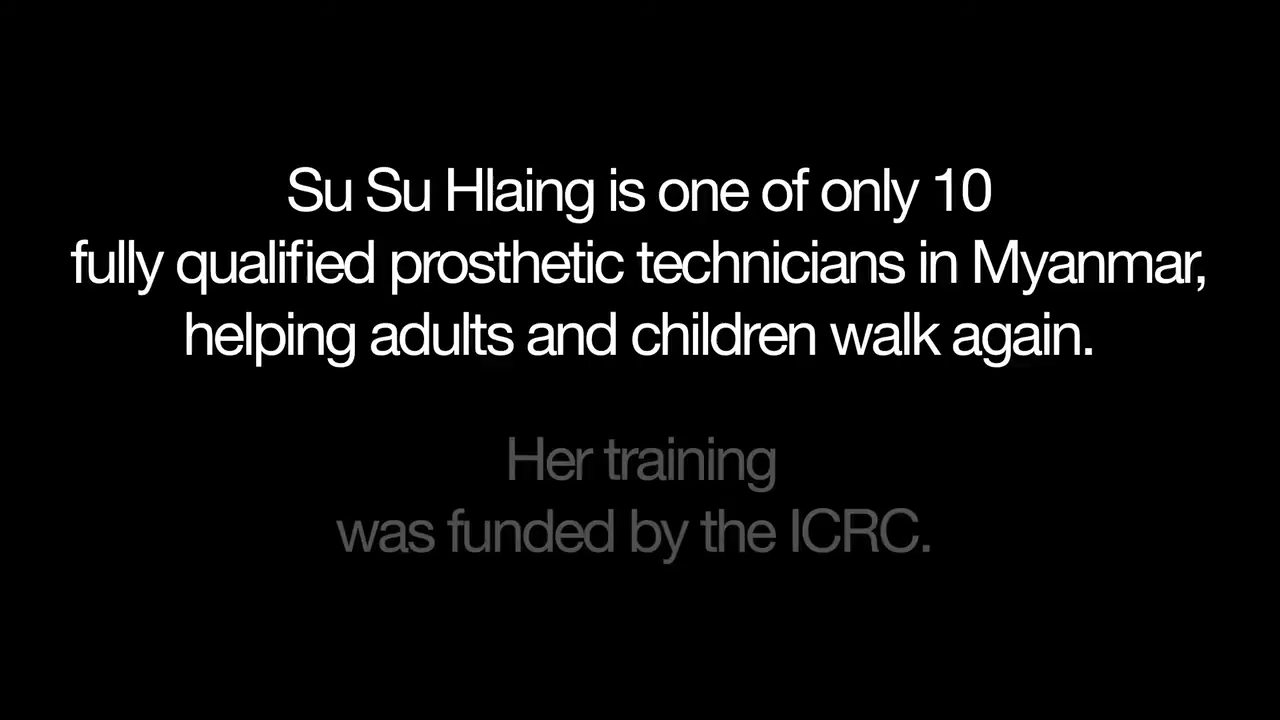 Su Su Hlaing is one of only 10
fully qualified prosthetic technicians in Myanmar,
helping adults and children walk again.
Her training
was funded by the ICRC.